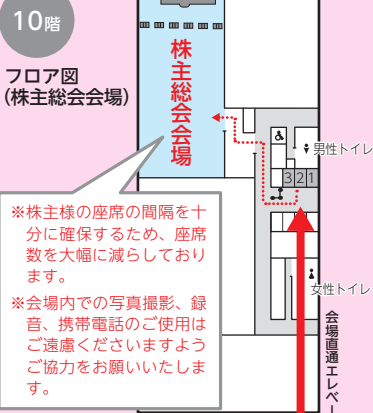 10階
フロア図
(株主総会会場)
株主総会会場
男性トイレ
321
※株主様の座席の間隔を十
分に確保するため、座席
数を大幅に減らしており
ます。
※会場内での写真撮影、録
音、携帯電話のご使用は
ご遠慮くださいますよう
ご協力をお願いいたしま
す。
女性トイレ
会場直通エレベー